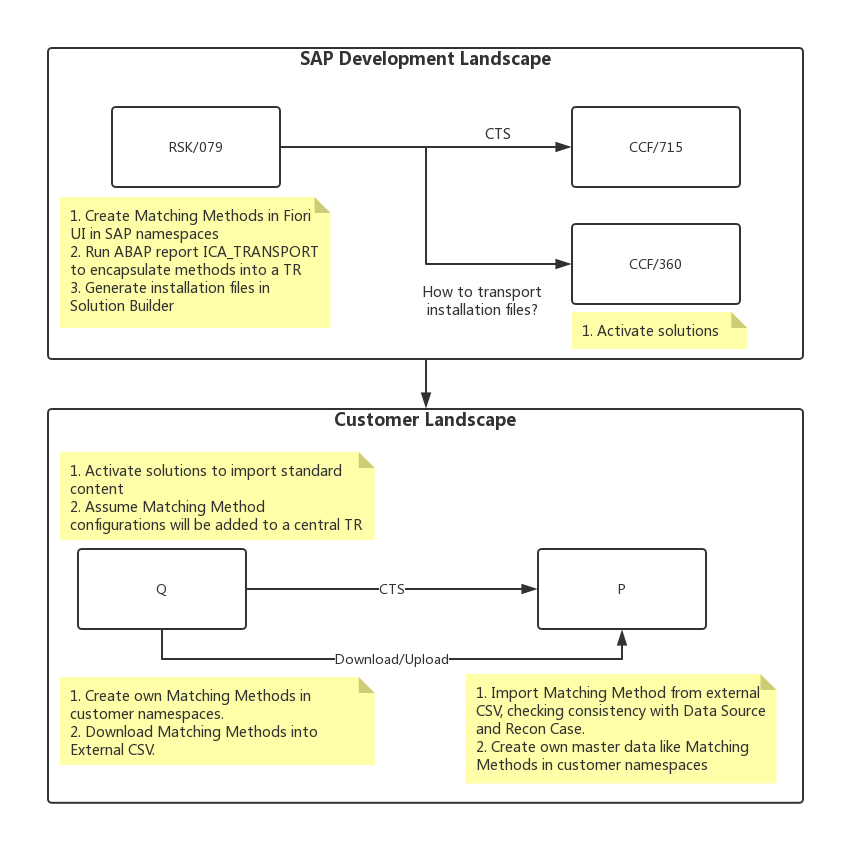 SAP Development Landscape
RSK/079
CTS
CCF/715
1. Create Matching Methods in Fiori
UI in SAP namespaces
2. Run ABAP report ICA_TRANSPORT
to encapsulate methods into a TR
3. Generate installation files in
Solution Builder
CCF/360
How to transport
installation files?
1. Activate solutions
Customer Landscape
1. Activate solutions to import standard
content
2. Assume Matching Method
configurations will be added to a central TR
Q
CTS
P
Download/Upload
1. Create own Matching Methods in
customer namespaces.
2. Download Matching Methods into
External CSV.
1. Import Matching Method from external
CSV, checking consistency with Data Source
and Recon Case.
2. Create own master data like Matching
Methods in customer namespaces